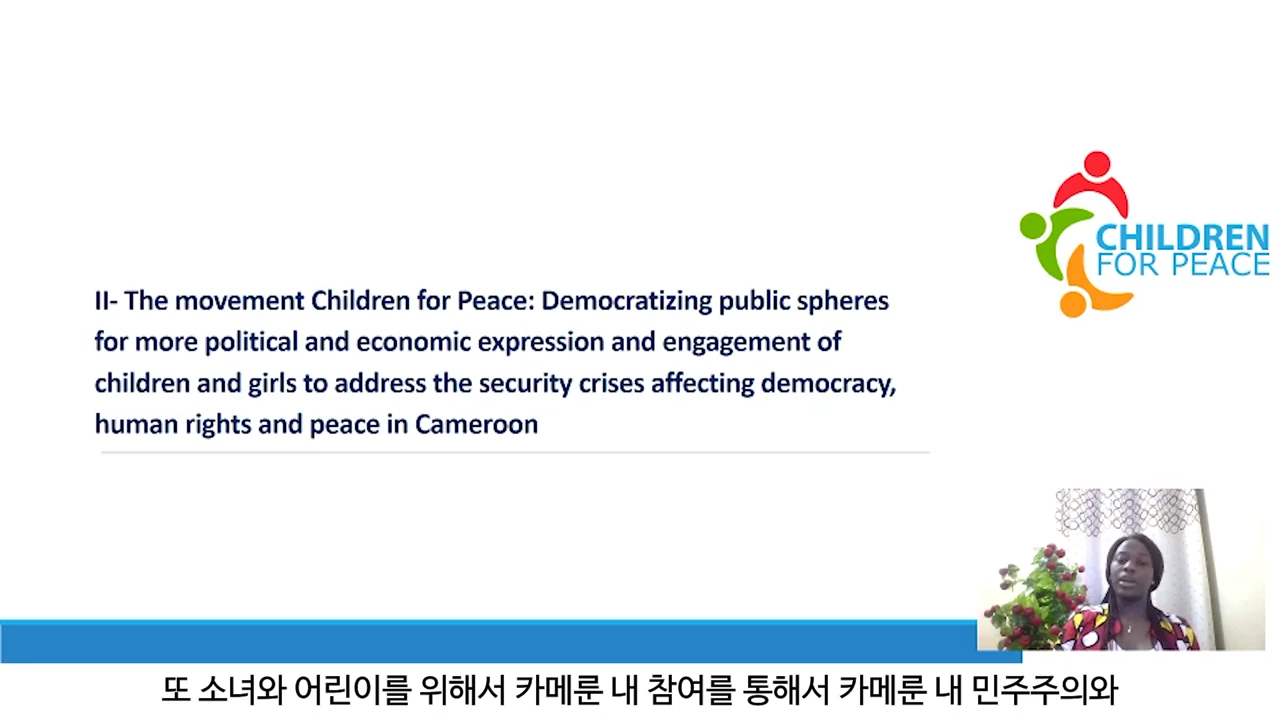 CHILDREN
FOR PEACE
II- The movement Children for Peace: Democratizing public spheres
for more political and economic expression and engagement of
children and girls to address the security crises affecting democracy,
human rights and peace in Cameroon
또 소녀와 어린이를 위해서 카메룬 내 참여를 통해서 카메룬 내 민주주의와